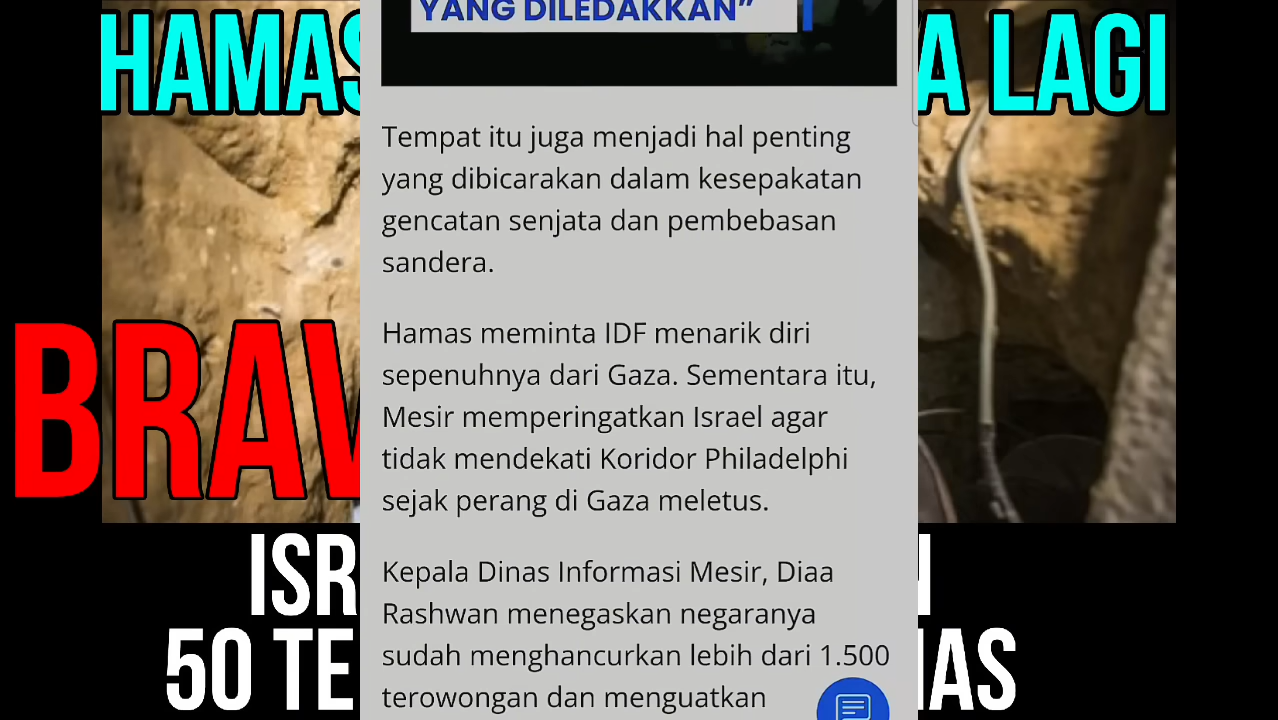 YANG DILEDAKKAN”
HAMAS
A LAGI
Tempat itu juga menjadi hal penting
yang dibicarakan dalam kesepakatan
gencatan senjata dan pembebasan
sandera.
Hamas meminta IDF menarik diri
sepenuhnya dari Gaza. Sementara itu,
Mesir memperingatkan Israel agar
tidak mendekati Koridor Philadelphi
sejak perang di Gaza meletus.
BRAV
Kepala Dinas Informasi Mesir, Diaa
Rashwan menegaskan negaranya
sudah menghancurkan lebih dari 1.500
terowongan dan menguatkan
ISR
50 TE
AS